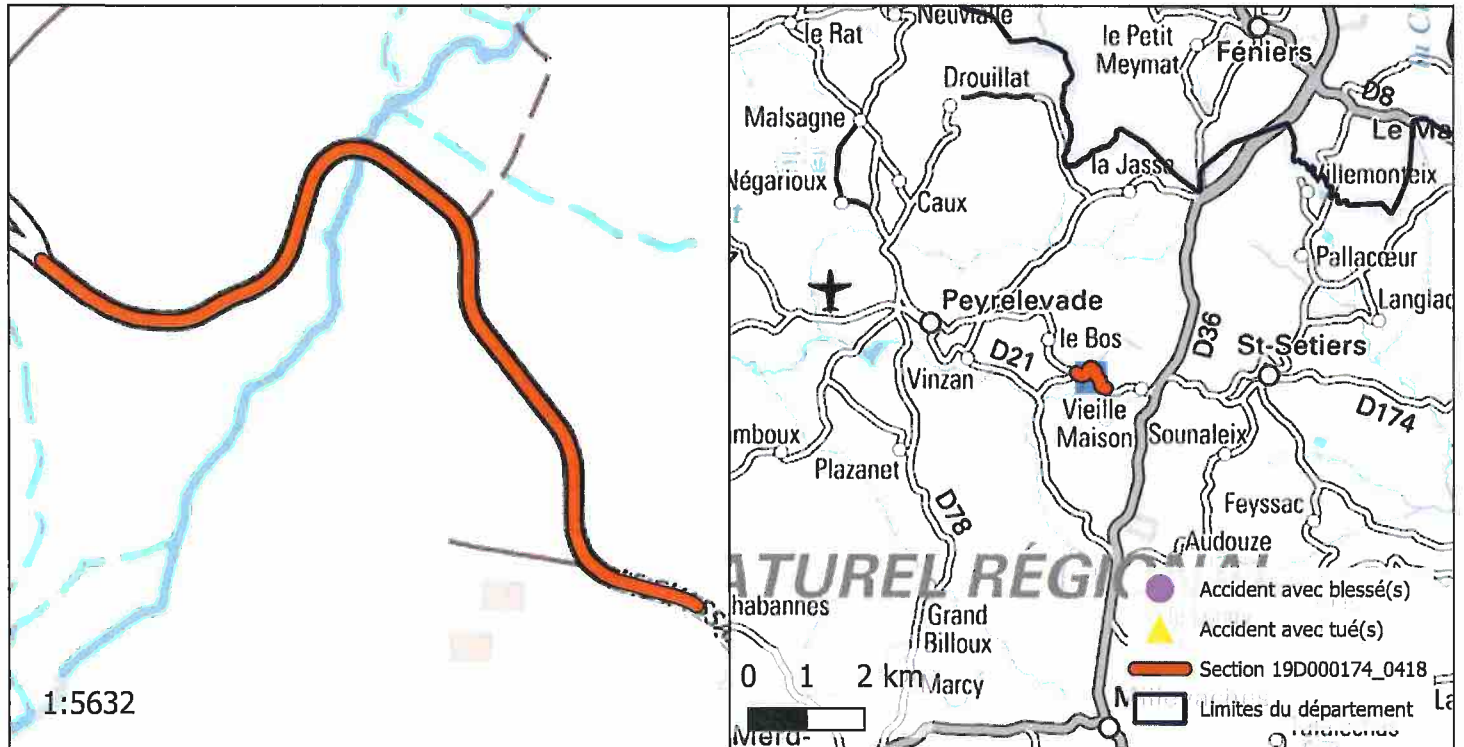 1:5632
Neuvialle
le Rat
le Petit
Meymat
Féniers
Drouillat
D8
Malsagne
Le Ma
la Jasse
Négarioux
Villemonteix
Caux
Pallacœur
Peyrelevade
Langlad
le Bos
D36
St-Sétiers
D21
Vinzan
Vieille
Maison
D174
Sounaleix
mboux
Plazanet
Feyssac
D78
Audouze
ATUREL RÉGIONAL
habannes
Accident avec blessé(s)
Grand
Billoux
Accident avec tué(s)
0 1 2 km
Section 19D000174_0418
Marcy
Limites du département